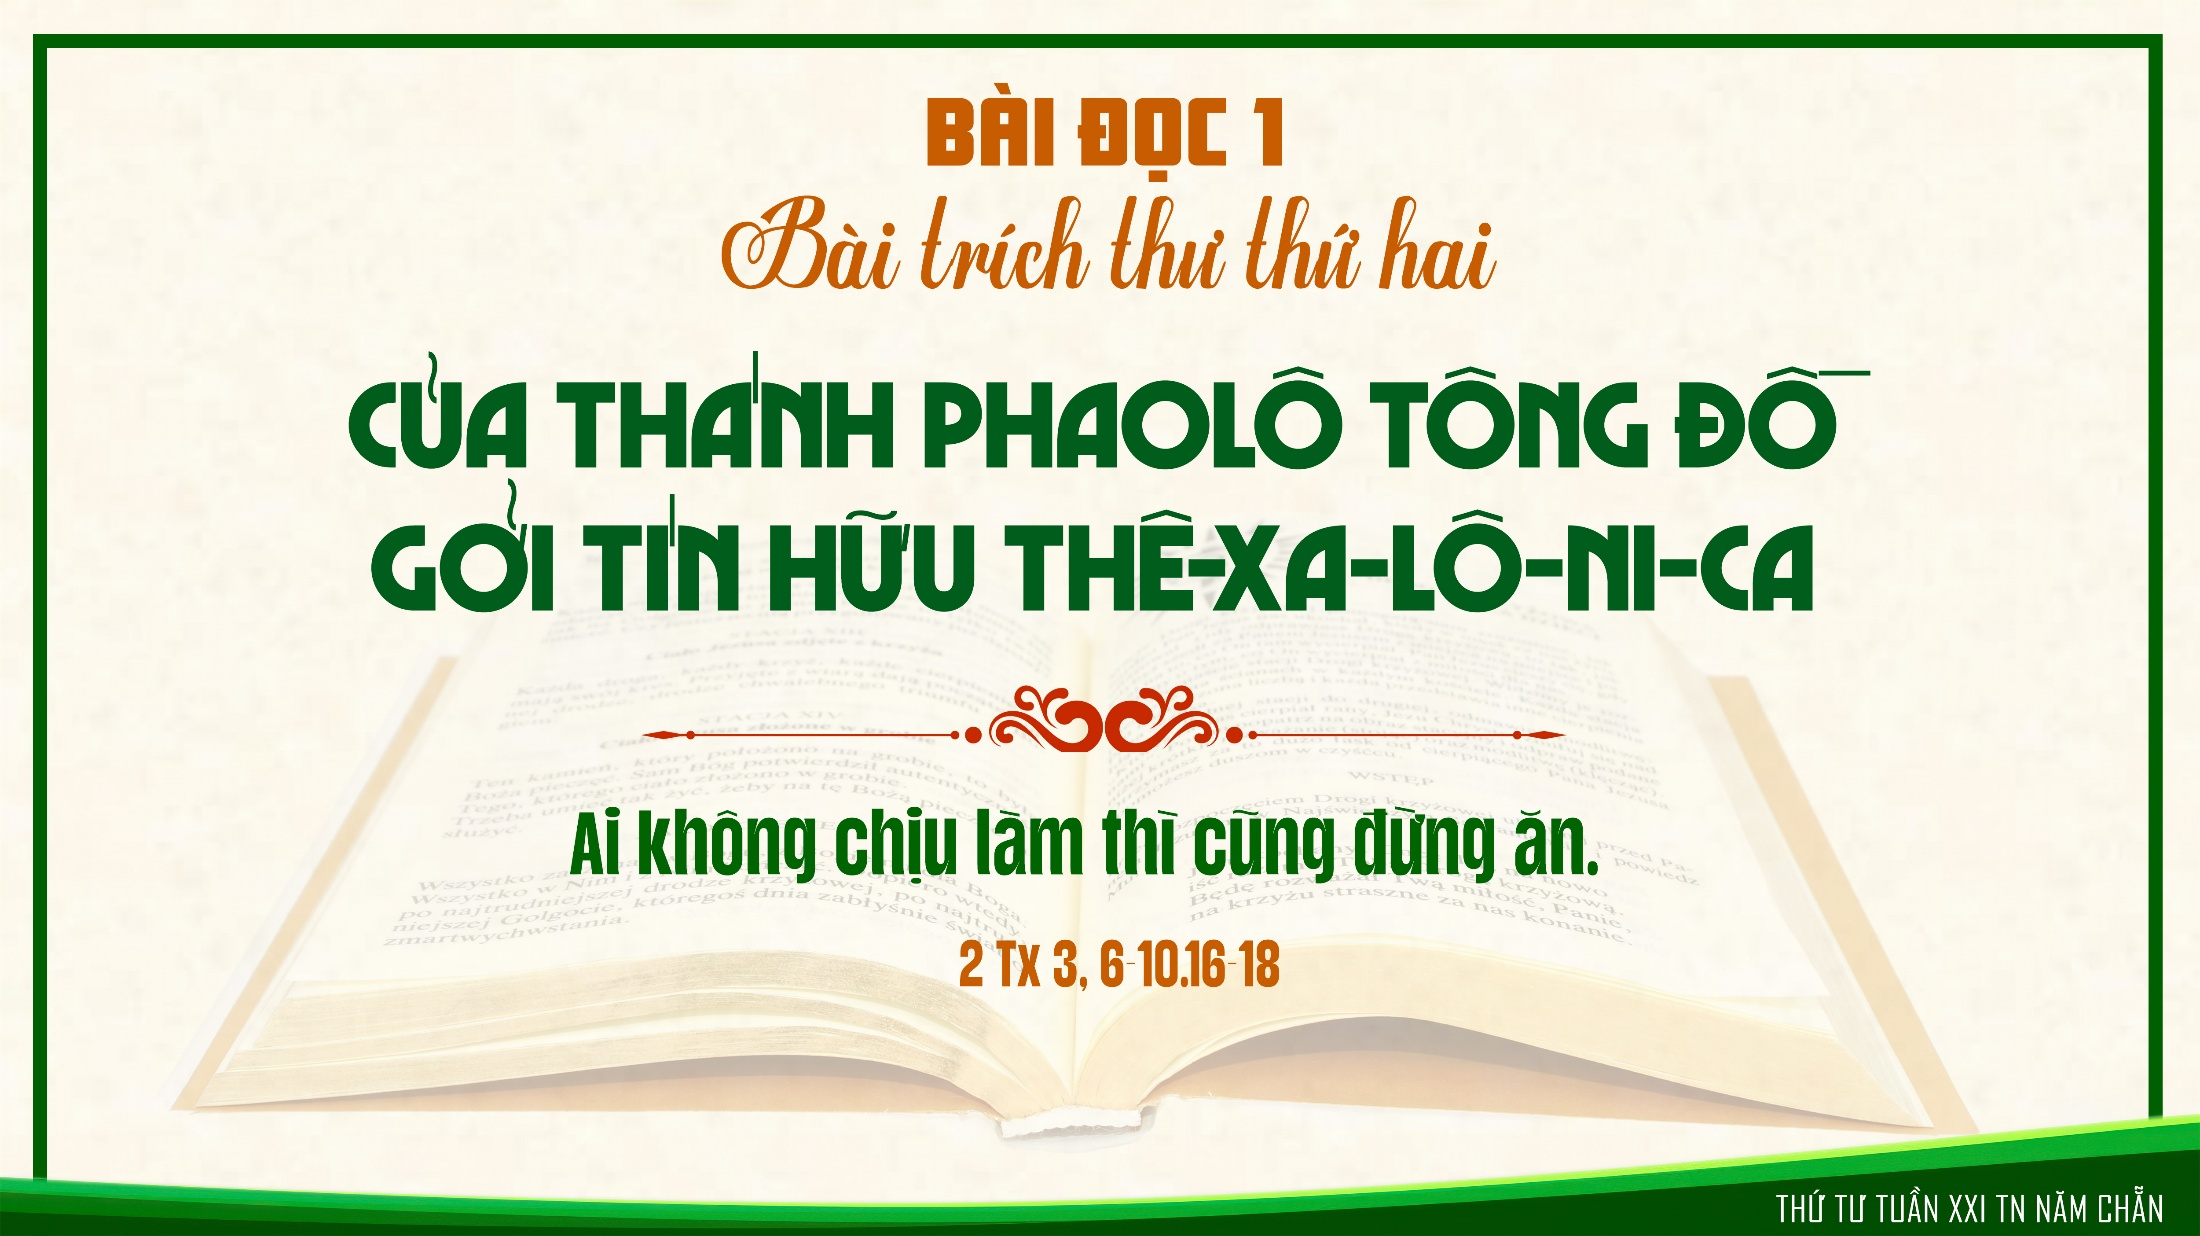 BÀI ĐỌC 1
Bài trích thư thứ hai
CỦA THÁNH PHAOLÔ TÔNG ĐỒ
GỞI TÍN HỮU THÊ-XA-LÔ-NI-CA
Ai không chịu làm thì cũng đừng ăn.
2 Tx 3, 6-10.16-18
THỨ TƯ TUẦN XXI TN NĂM CHẴN